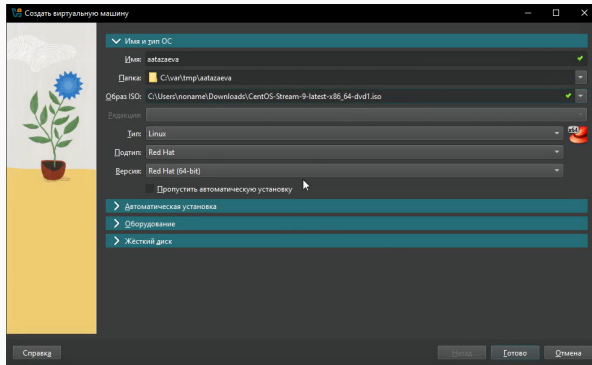 Создать виртуальную машину
Имя и тип ОС
Имя: aatazaeva
Папка: C:\var\tmp\aatazaeva
Образ ISO: C:\Users\noname\Downloads\CentOS-Stream-9-latest-x86_64-dvd1.iso
Редакция:
Тип: Linux
Подтип: Red Hat
Версия: Red Hat (64-bit)
Пропустить автоматическую установку
Автоматическая установка
Оборудование
Жёсткий диск
Справка Назад Готово Отмена